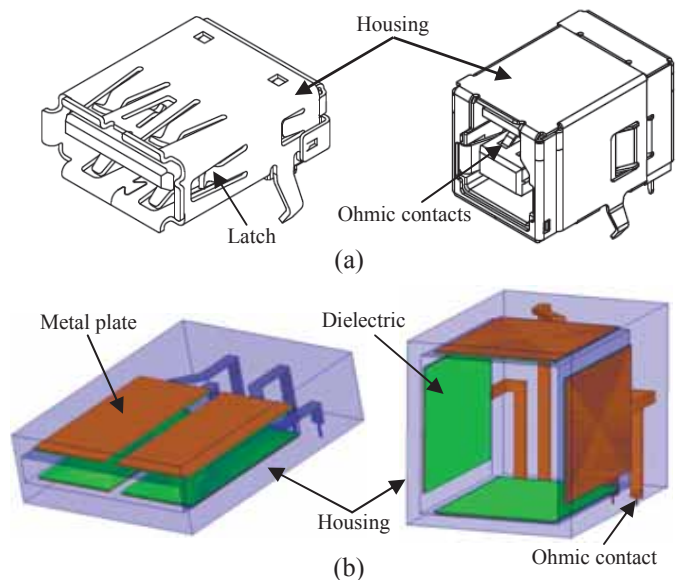 Housing
Ohmic contacts
Latch
(a)
Metal plate
Dielectric
Housing
Ohmic contact
(b)